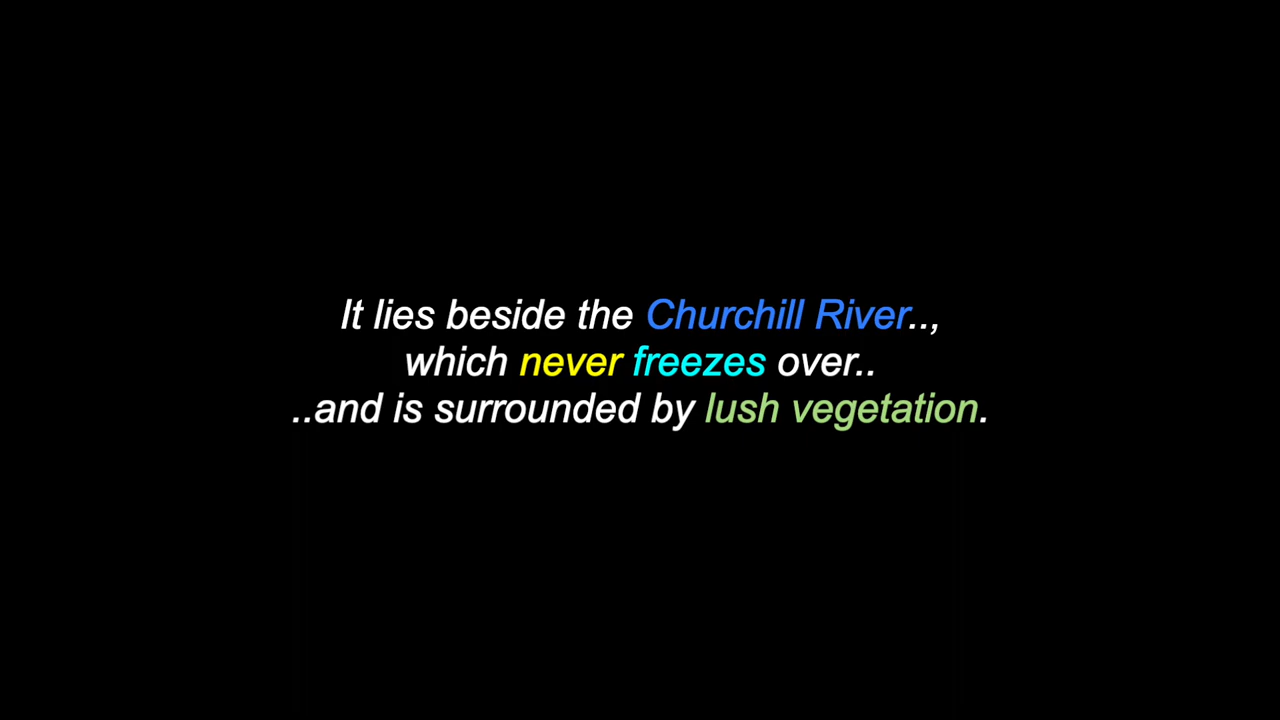 It lies beside the Churchill River..,
which never freezes over..
..and is surrounded by lush vegetation.